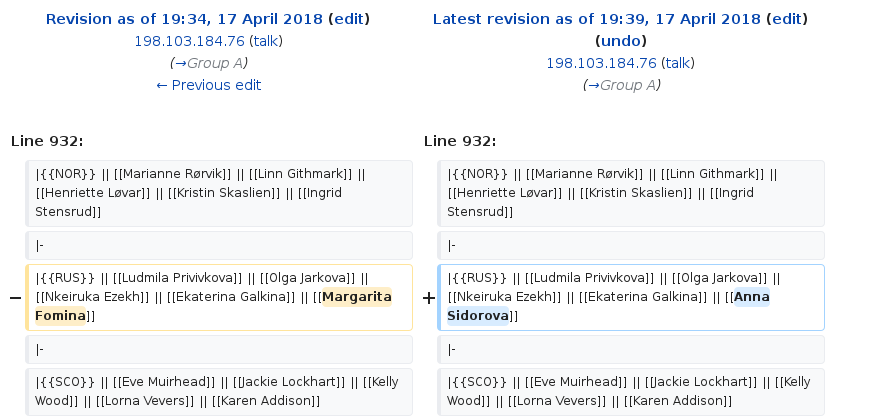 Revision as of 19:34, 17 April 2018 (edit)
198.103.184.76 (talk)
(→Group A)
← Previous edit
Latest revision as of 19:39, 17 April 2018 (edit)
(undo)
198.103.184.76 (talk)
(→Group A)
Line 932:
Line 932:
|{{NOR}} || [[Marianne Rørvik]] || [[Linn Githmark]] ||
[[Henriette Løvar]] || [[Kristin Skaslien]] || [[Ingrid
Stensrud]]
|{{NOR}} || [[Marianne Rørvik]] || [[Linn Githmark]] ||
[[Henriette Løvar]] || [[Kristin Skaslien]] || [[Ingrid
Stensrud]]
|-
|-
− |{{RUS}} || [[Ludmila Privivkova]] || [[Olga Jarkova]] ||
[[Nkeiruka Ezekh]] || [[Ekaterina Galkina]] || [[Margarita
Fomina]]
+ |{{RUS}} || [[Ludmila Privivkova]] || [[Olga Jarkova]] ||
[[Nkeiruka Ezekh]] || [[Ekaterina Galkina]] || [[Anna
Sidorova]]
|-
|-
|{{SCO}} || [[Eve Muirhead]] || [[Jackie Lockhart]] || [[Kelly
Wood]] || [[Lorna Vevers]] || [[Karen Addison]]
|{{SCO}} || [[Eve Muirhead]] || [[Jackie Lockhart]] || [[Kelly
Wood]] || [[Lorna Vevers]] || [[Karen Addison]]